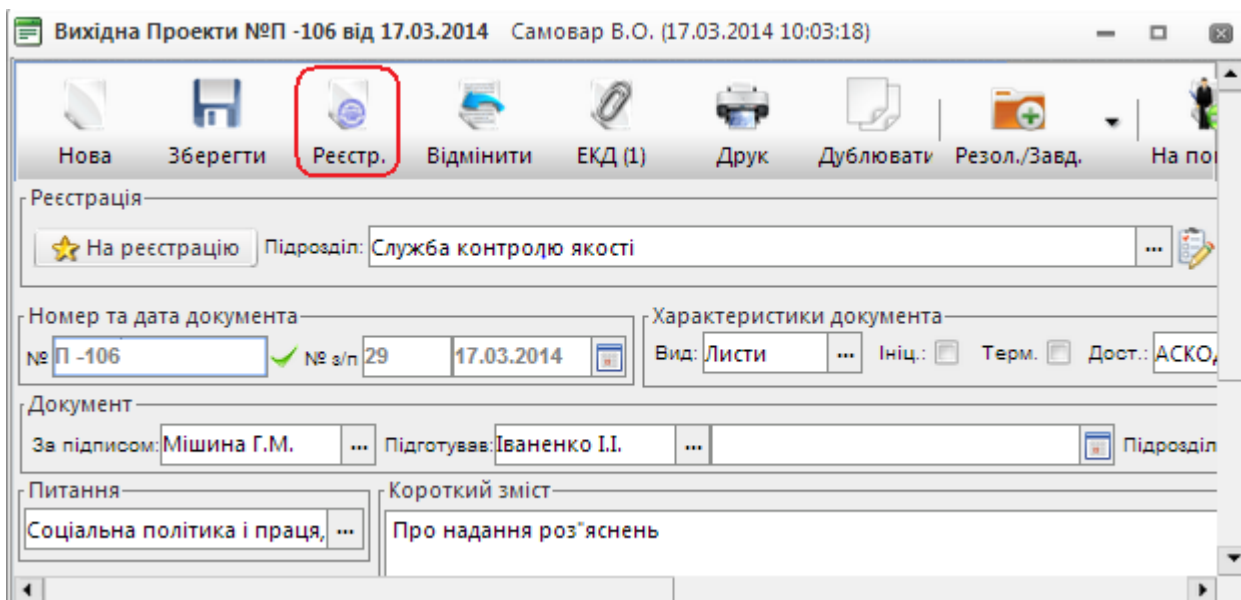 Вихідна Проекти №П -106 від 17.03.2014 Самовар В.О. (17.03.2014 10:03:18)
Нова Зберегти Реєстр. Відмінити ЕКД (1) Друк Дублювати Резол./Завд. На по
Реєстрація
На реєстрацію Підрозділ: Служба контролю якості ...
Номер та дата документа Характеристики документа
№ П -106 № з/п 29 17.03.2014 Вид: Листи ... Ініц.: Терм. Дост.: АСКОД
Документ
За підписом: Мішина Г.М. ... Підготував: Іваненко І.І. ... Підрозділ
Питання Короткий зміст
Соціальна політика і праця, ... Про надання роз"яснень